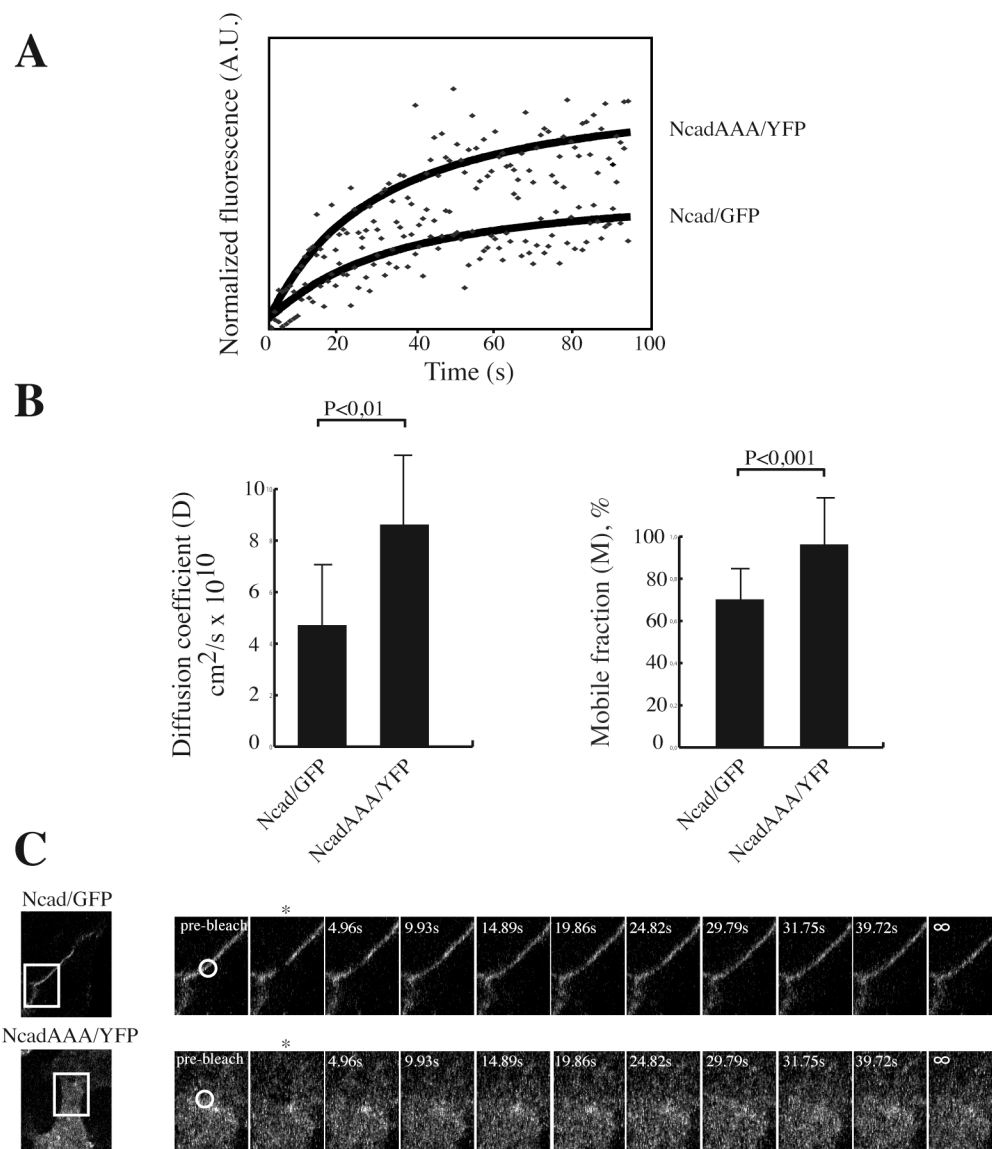 A
Normalized fluorescence (A.U.)
NcadAAA/YFP
Ncad/GFP
0 20 40 60 80 100
Time (s)
B
P<0,01
Diffusion coefficient (D)
cm²/s x 10¹⁰
10
8
6
4
2
0
Ncad/GFP
NcadAAA/YFP
P<0,001
Mobile fraction (M), %
100
80
60
40
20
0
Ncad/GFP
NcadAAA/YFP
C
Ncad/GFP
*
pre-bleach 4.96s 9.93s 14.89s 19.86s 24.82s 29.79s 31.75s 39.72s ∞
NcadAAA/YFP
*
pre-bleach 4.96s 9.93s 14.89s 19.86s 24.82s 29.79s 31.75s 39.72s ∞